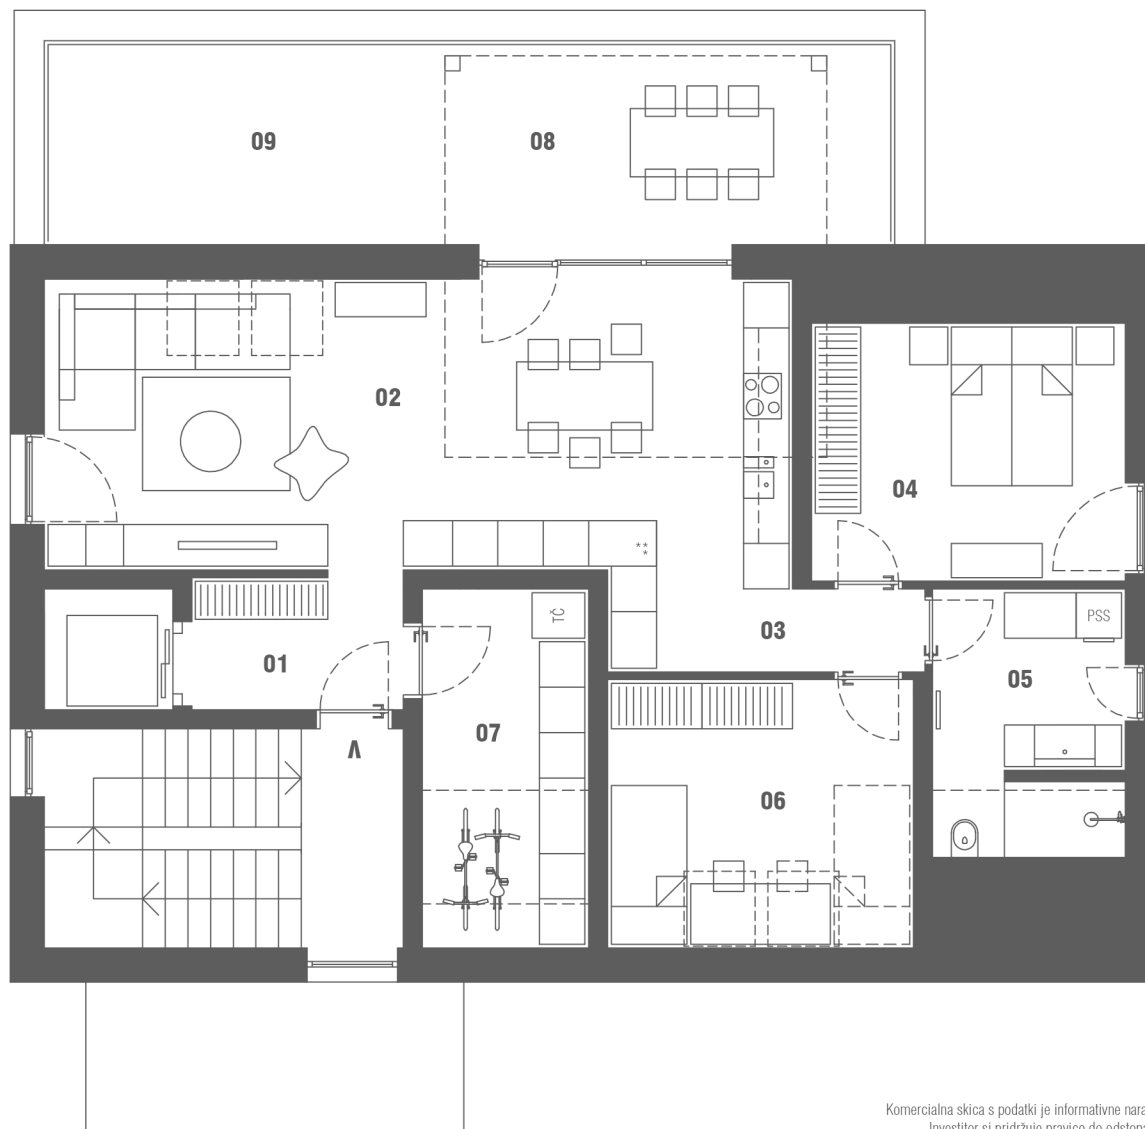 09
08
02
04
TČ
03
PSS
01
05
07
Λ
06
Komercialna skica s podatki je informativne
Investitor si pridržuje pravico do